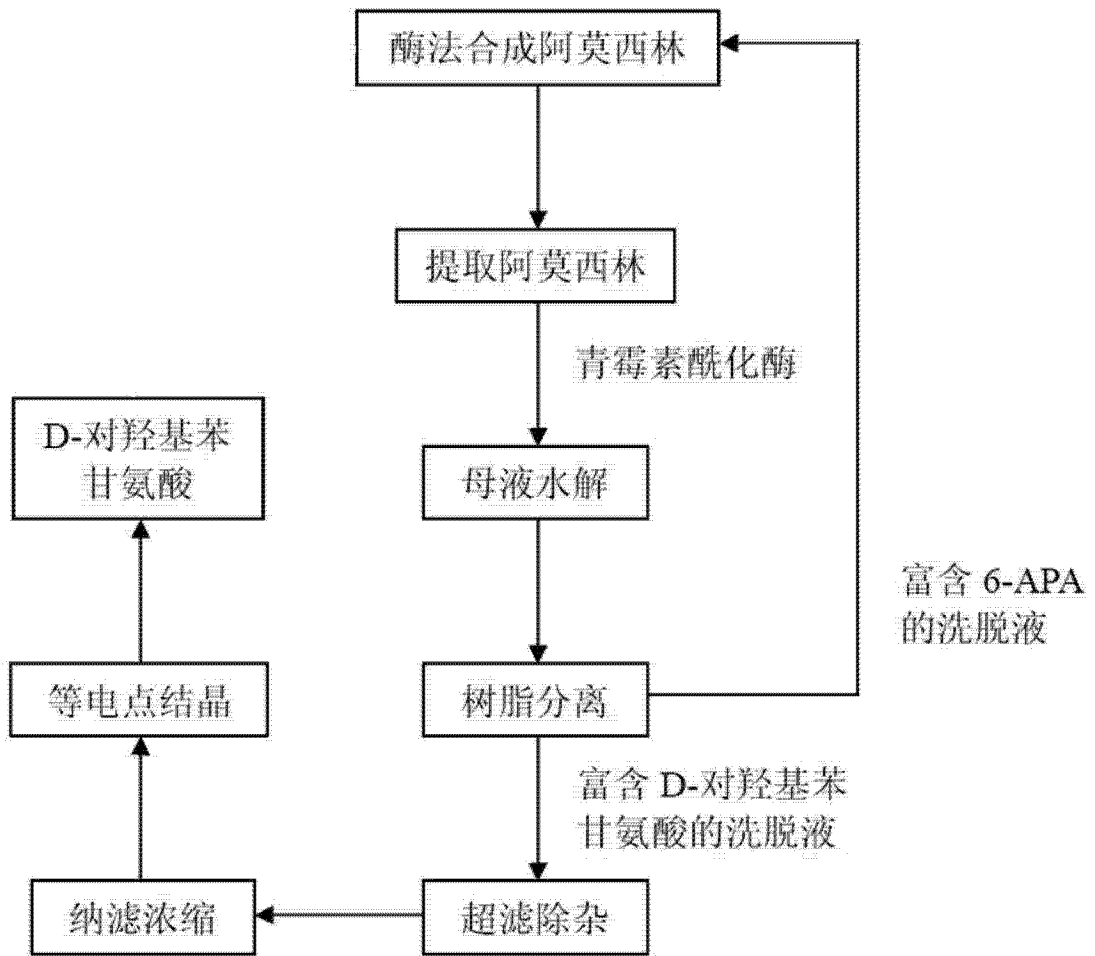 酶法合成阿莫西林
提取阿莫西林
青霉素酰化酶
D-对羟基苯
甘氨酸
母液水解
富含 6-APA
的洗脱液
等电点结晶
树脂分离
富含 D-对羟基苯
甘氨酸的洗脱液
纳滤浓缩
超滤除杂